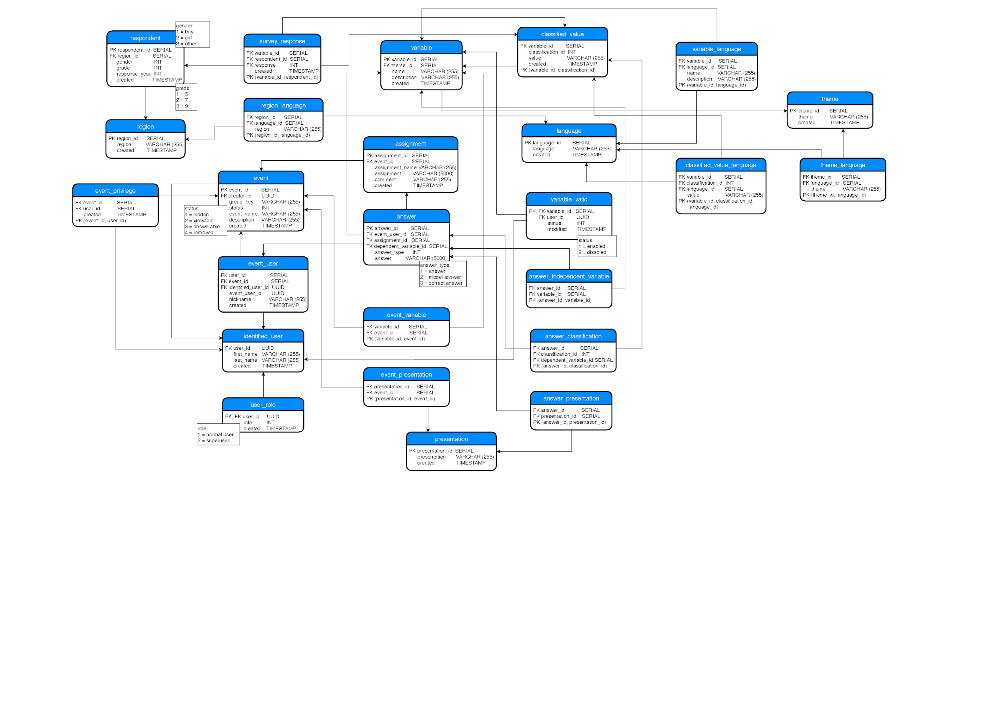 gender:
1 = boy
2 = girl
3 = other
respondent
PK respondent_id SERIAL
FK region_id SERIAL
gender INT
grade INT
response_year INT
created TIMESTAMP
grade:
1 = 5
2 = 7
3 = 9
survey_response
FK variable_id SERIAL
FK respondent_id SERIAL
FK response INT
created TIMESTAMP
PK (variable_id, respondent_id)
variable
PK variable_id SERIAL
FK theme_id SERIAL
name VARCHAR (255)
description VARCHAR (255)
created TIMESTAMP
classified_value
FK variable_id SERIAL
classification_id INT
value VARCHAR (255)
created TIMESTAMP
PK (variable_id, classification_id)
variable_language
FK variable_id SERIAL
FK language_id SERIAL
name VARCHAR (255)
description VARCHAR (255)
PK (variable_id, language_id)
theme
PK theme_id SERIAL
theme VARCHAR (255)
created TIMESTAMP
region
PK region_id SERIAL
region VARCHAR (255)
created TIMESTAMP
region_language
FK region_id SERIAL
FK language_id SERIAL
region VARCHAR (255)
PK (region_id, language_id)
language
PK language_id SERIAL
language VARCHAR (255)
created TIMESTAMP
assignment
PK assignment_id SERIAL
FK event_id SERIAL
assignment_name VARCHAR (255)
assignment VARCHAR (5000)
comment VARCHAR (255)
created TIMESTAMP
classified_value_language
FK variable_id SERIAL
FK classification_id INT
FK language_id SERIAL
value VARCHAR (255)
PK (variable_id, classification_id,
language_id)
theme_language
FK theme_id SERIAL
FK language_id SERIAL
theme VARCHAR (255)
PK (theme_id, language_id)
event_privilege
FK event_id SERIAL
FK user_id SERIAL
created TIMESTAMP
PK (event_id, user_id)
event
PK event_id SERIAL
FK creator_id UUID
group_key VARCHAR (255)
status INT
event_name VARCHAR (255)
description VARCHAR (255)
created TIMESTAMP
status:
1 = hidden
2 = viewable
3 = answerable
4 = removed
answer
PK answer_id SERIAL
FK event_user_id SERIAL
FK assignment_id SERIAL
FK dependent_variable_id SERIAL
answer_type INT
answer VARCHAR (5000)
answer_type:
1 = answer
2 = model answer
3 = correct answer
variable_valid
PK, FK variable_id SERIAL
FK user_id UUID
status INT
modified TIMESTAMP
status:
1 = enabled
2 = disabled
event_user
PK user_id SERIAL
FK event_id SERIAL
FK identified_user_id UUID
event_user_id UUID
nickname VARCHAR (255)
created TIMESTAMP
answer_independent_variable
FK answer_id SERIAL
FK variable_id SERIAL
PK (answer_id, variable_id)
event_variable
FK variable_id SERIAL
FK event_id SERIAL
PK (variable_id, event_id)
identified_user
PK user_id UUID
first_name VARCHAR (255)
last_name VARCHAR (255)
created TIMESTAMP
answer_classification
FK answer_id SERIAL
FK classification_id INT
FK dependent_variable_id SERIAL
PK (answer_id, classification_id)
event_presentation
FK presentation_id SERIAL
FK event_id SERIAL
PK (presentation_id, event_id)
user_role
PK, FK user_id UUID
role INT
created TIMESTAMP
role:
1 = normal user
2 = superuser
answer_presentation
FK answer_id SERIAL
FK presentation_id SERIAL
PK (answer_id, presentation_id)
presentation
PK presentation_id SERIAL
presentation VARCHAR (255)
created TIMESTAMP